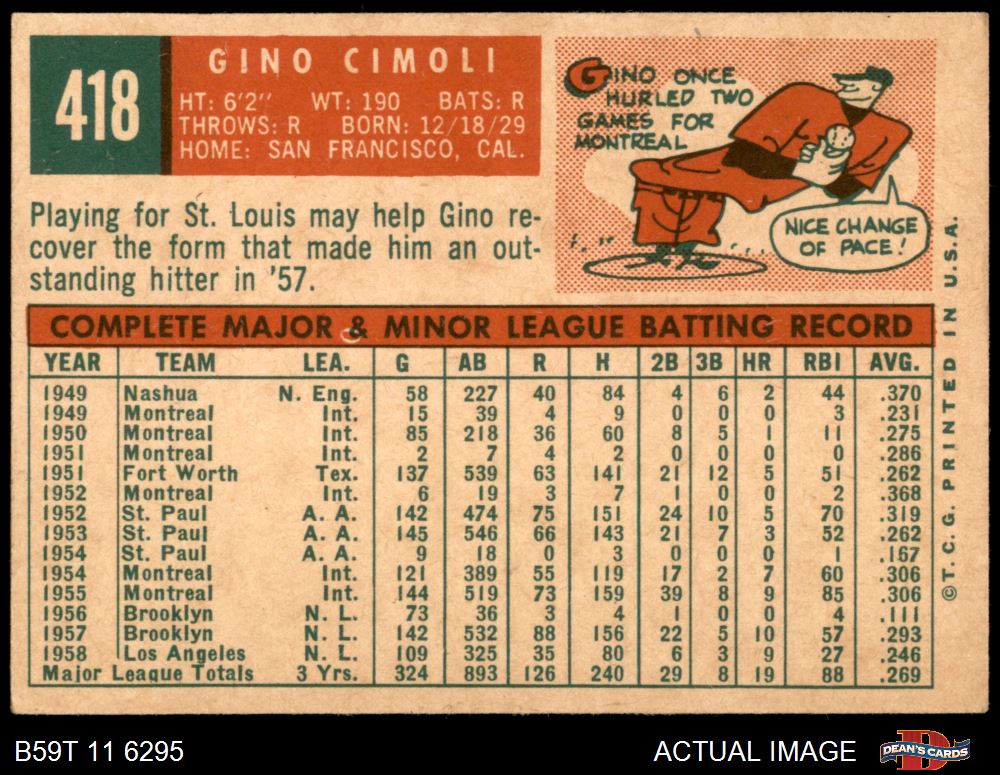 418
GINO CIMOLI
HT: 6'2" WT: 190 BATS: R
THROWS: R BORN: 12/18/29
HOME: SAN FRANCISCO, CAL.
GINO ONCE
HURLED TWO
GAMES FOR
MONTREAL
NICE CHANGE
OF PACE!
Playing for St. Louis may help Gino re-
cover the form that made him an out-
standing hitter in '57.
COMPLETE MAJOR & MINOR LEAGUE BATTING RECORD
YEAR TEAM LEA. G AB R H 2B 3B HR RBI AVG.
1949 Nashua N. Eng. 58 227 40 84 4 6 2 44 .370
1949 Montreal Int. 15 39 4 9 0 0 0 3 .231
1950 Montreal Int. 85 218 36 60 8 5 1 11 .275
1951 Montreal Int. 2 7 4 2 0 0 0 0 .286
1951 Fort Worth Tex. 137 539 63 141 21 12 5 51 .262
1952 Montreal Int. 6 19 3 7 1 0 0 2 .368
1952 St. Paul A. A. 142 474 75 151 24 10 5 70 .319
1953 St. Paul A. A. 145 546 66 143 21 7 3 52 .262
1954 St. Paul A. A. 9 18 0 3 0 0 0 1 .167
1954 Montreal Int. 121 389 55 119 17 2 7 60 .306
1955 Montreal Int. 144 519 73 159 39 8 9 85 .306
1956 Brooklyn N. L. 73 36 3 4 1 0 0 4 .111
1957 Brooklyn N. L. 142 532 88 156 22 5 10 57 .293
1958 Los Angeles N. L. 109 325 35 80 6 3 9 27 .246
Major League Totals 3 Yrs. 324 893 126 240 29 8 19 88 .269
©T. C. G. PRINTED IN U.S.A.
B59T 11 6295
ACTUAL IMAGE
DEAN'S CARDS